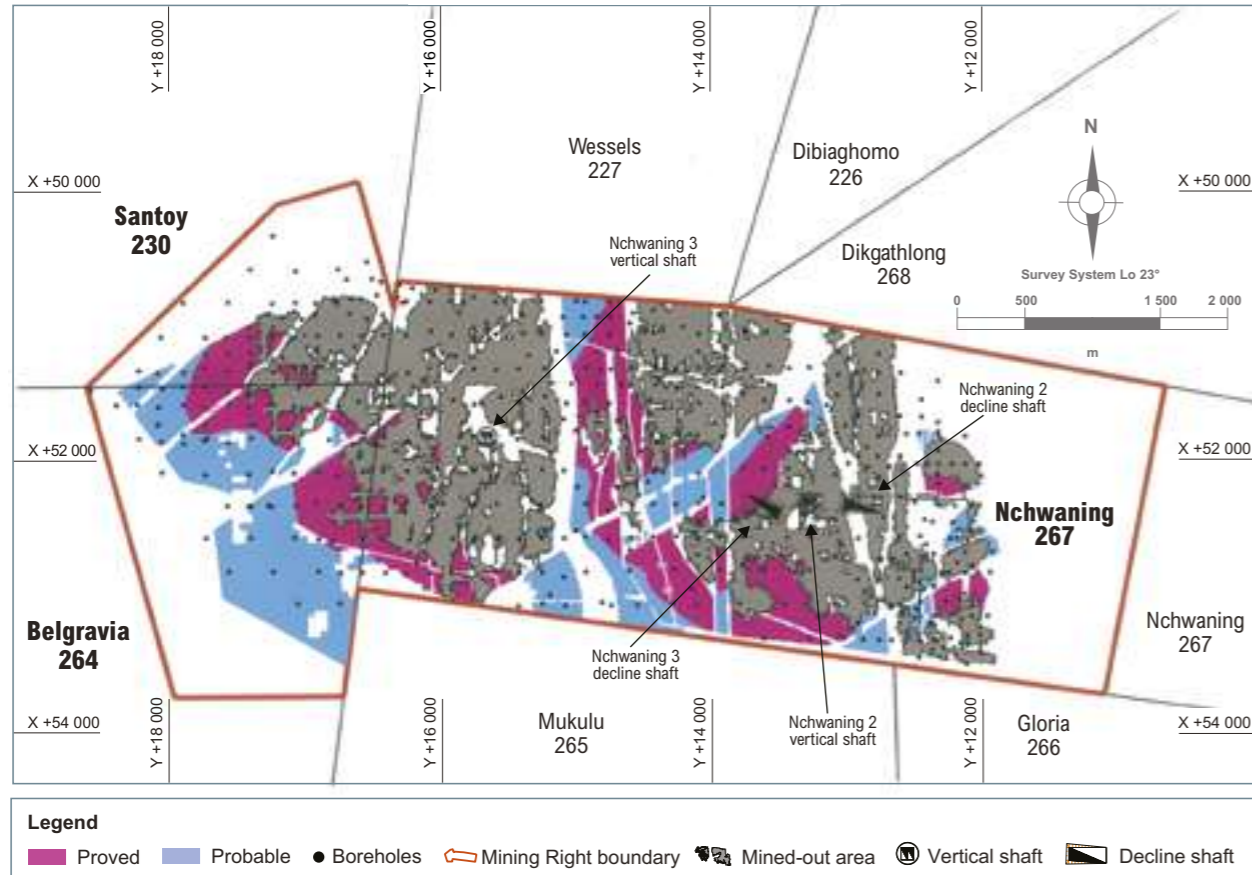 Y +18 000
Y +16 000
Y +14 000
Y +12 000
Wessels
227
Dibiaghomo
226
N
X +50 000
X +50 000
Santoy
230
Nchwaning 3
vertical shaft
Dikgathlong
268
Survey System Lo 23°
0 500 1 500 2 000
m
Nchwaning 2
decline shaft
X +52 000
X +52 000
Nchwaning
267
Belgravia
264
Nchwaning
267
Nchwaning 3
decline shaft
Nchwaning 2
vertical shaft
Mukulu
265
Gloria
266
X +54 000
X +54 000
Y +18 000
Y +16 000
Y +14 000
Y +12 000
Legend
Proved Probable Boreholes Mining Right boundary Mined-out area Vertical shaft Decline shaft